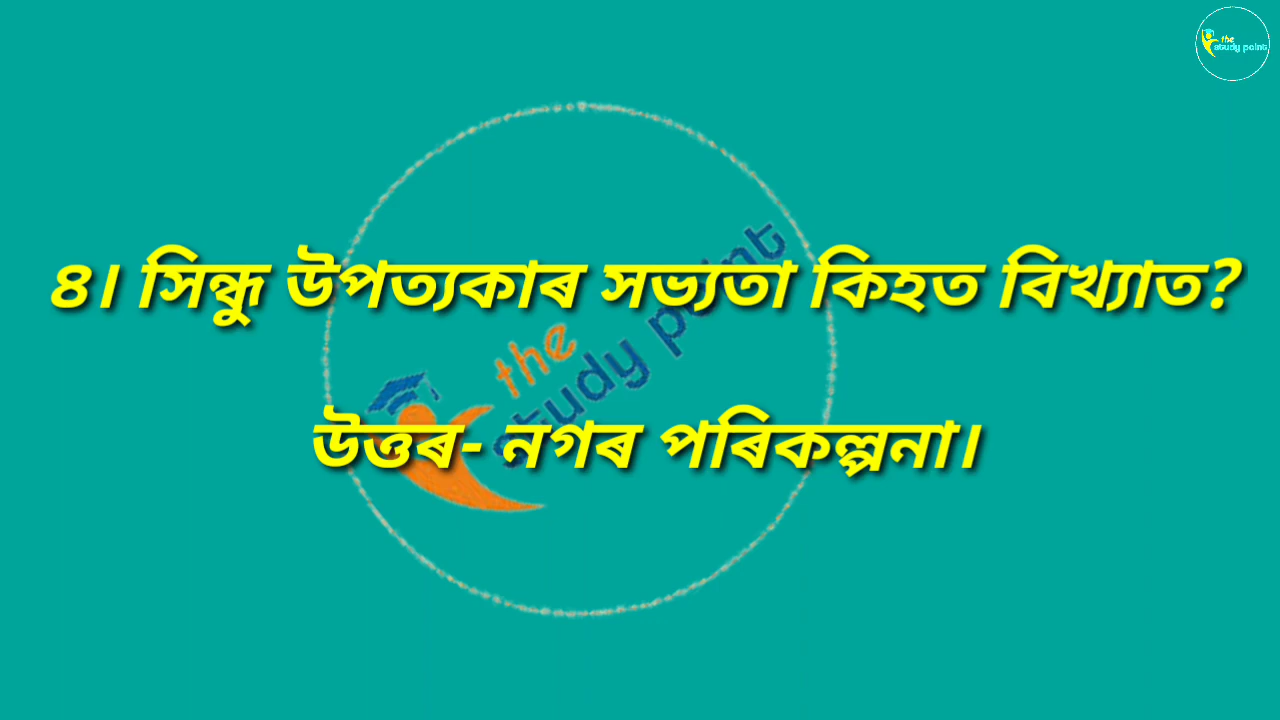 the
study point
৪। সিন্ধু উপত্যকাৰ সভ্যতা কিহত বিখ্যাত?
the
study point
উত্তৰ- নগৰ পৰিকল্পনা।